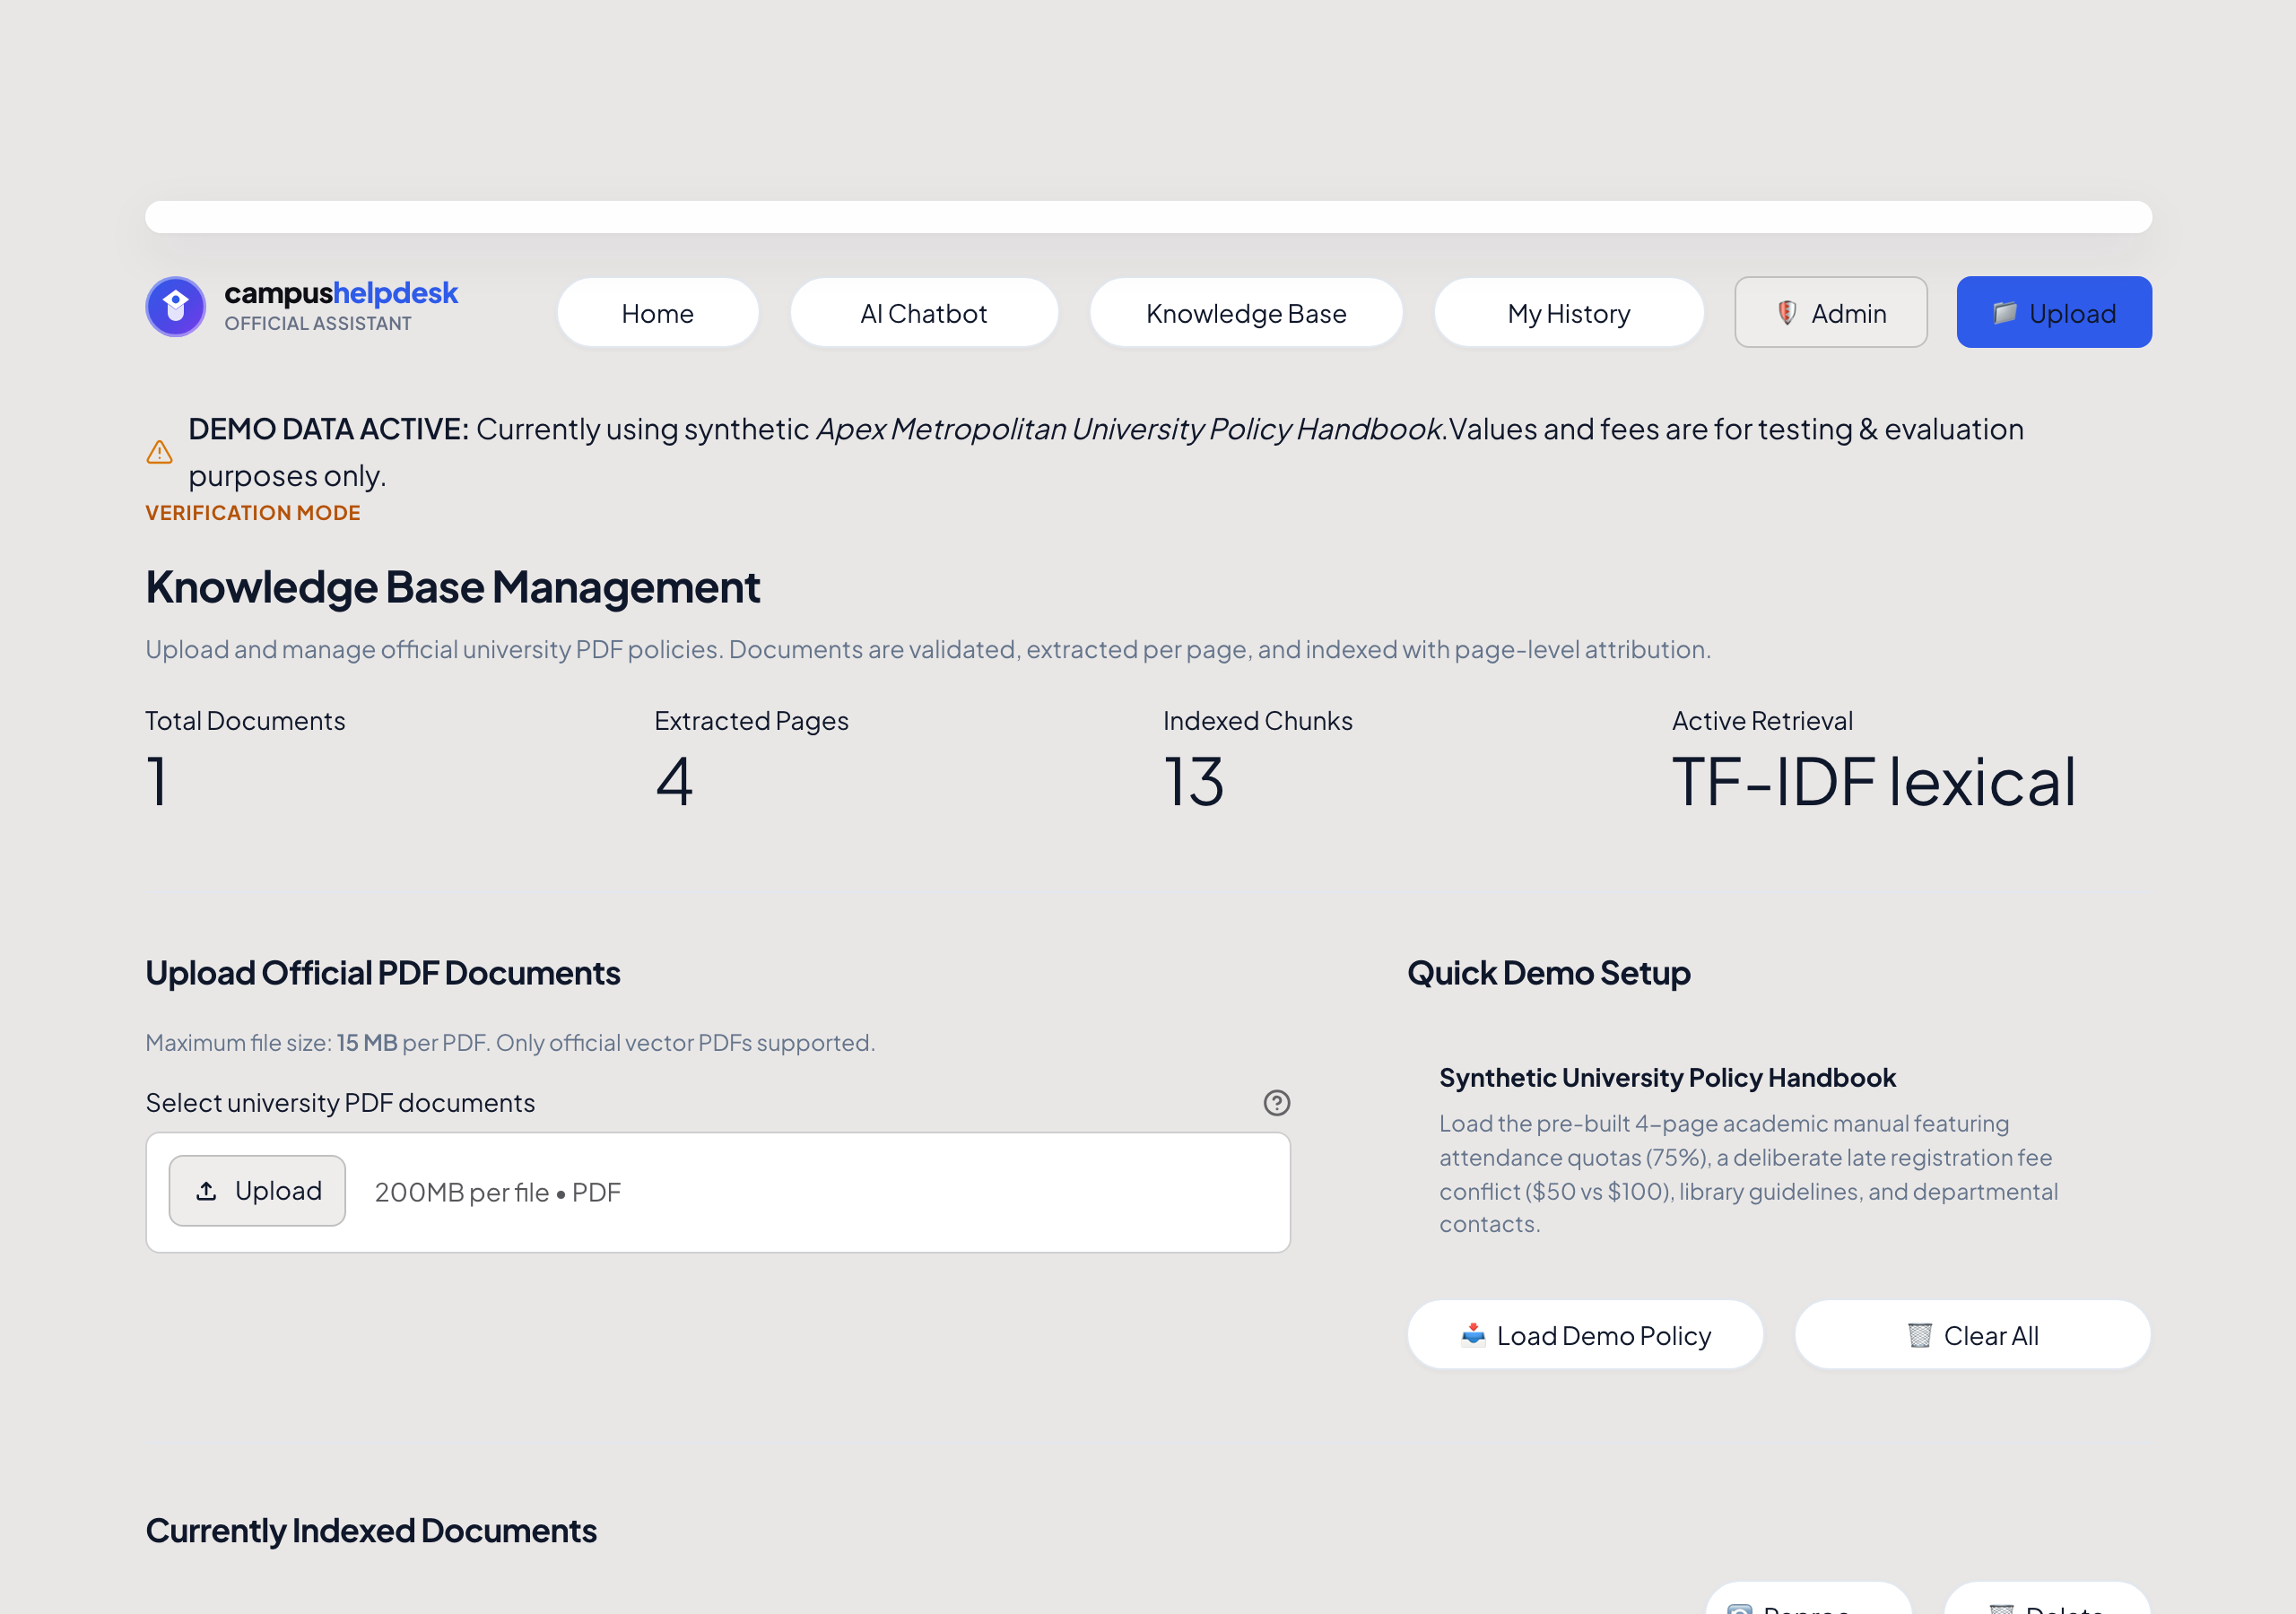 campushelpdesk
OFFICIAL ASSISTANT
Home
AI Chatbot
Knowledge Base
My History
Admin
Upload
DEMO DATA ACTIVE: Currently using synthetic Apex Metropolitan University Policy Handbook.Values and fees are for testing & evaluation
purposes only.
VERIFICATION MODE
Knowledge Base Management
Upload and manage official university PDF policies. Documents are validated, extracted per page, and indexed with page-level attribution.
Total Documents
1
Extracted Pages
4
Indexed Chunks
13
Active Retrieval
TF-IDF lexical
Upload Official PDF Documents
Maximum file size: 15 MB per PDF. Only official vector PDFs supported.
Select university PDF documents
Upload
200MB per file • PDF
Quick Demo Setup
Synthetic University Policy Handbook
Load the pre-built 4-page academic manual featuring
attendance quotas (75%), a deliberate late registration fee
conflict ($50 vs $100), library guidelines, and departmental
contacts.
Load Demo Policy
Clear All
Currently Indexed Documents
Delete